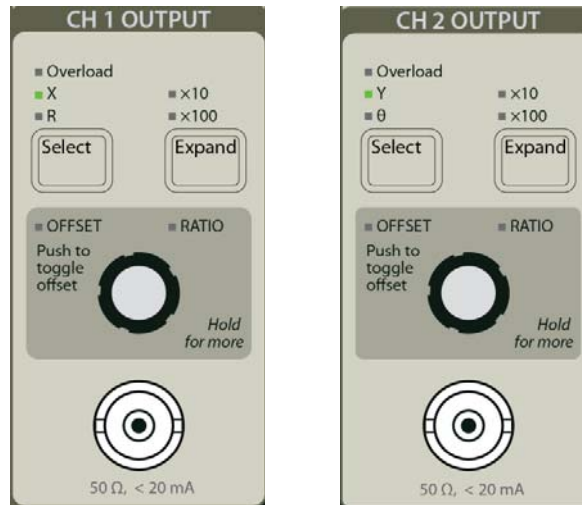 CH 1 OUTPUT
Overload
X
×10
R
×100
Select
Expand
OFFSET
RATIO
Push to
toggle
offset
Hold
for more
50 Ω, < 20 mA
CH 2 OUTPUT
Overload
Y
×10
θ
×100
Select
Expand
OFFSET
RATIO
Push to
toggle
offset
Hold
for more
50 Ω, < 20 mA